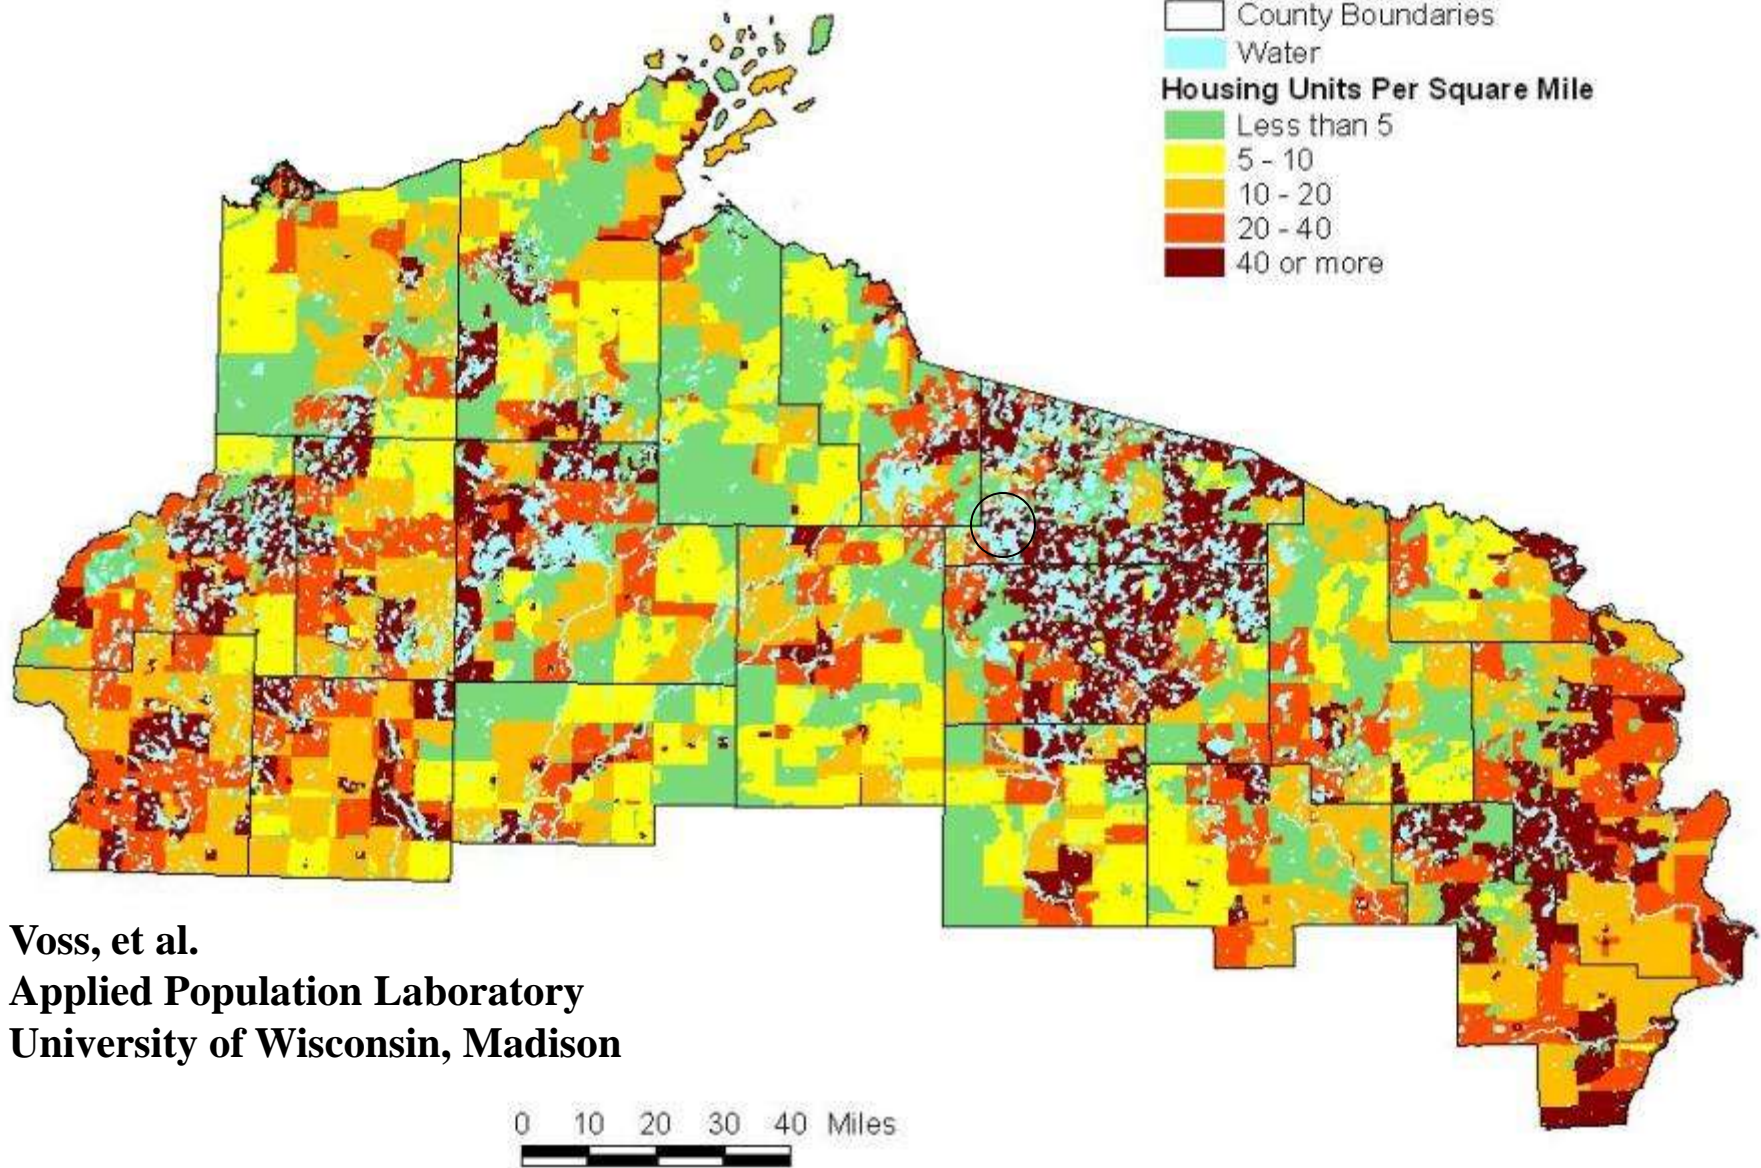 County Boundaries
Water
Housing Units Per Square Mile
Less than 5
5 - 10
10 - 20
20 - 40
40 or more
Voss, et al.
Applied Population Laboratory
University of Wisconsin, Madison
0 10 20 30 40 Miles